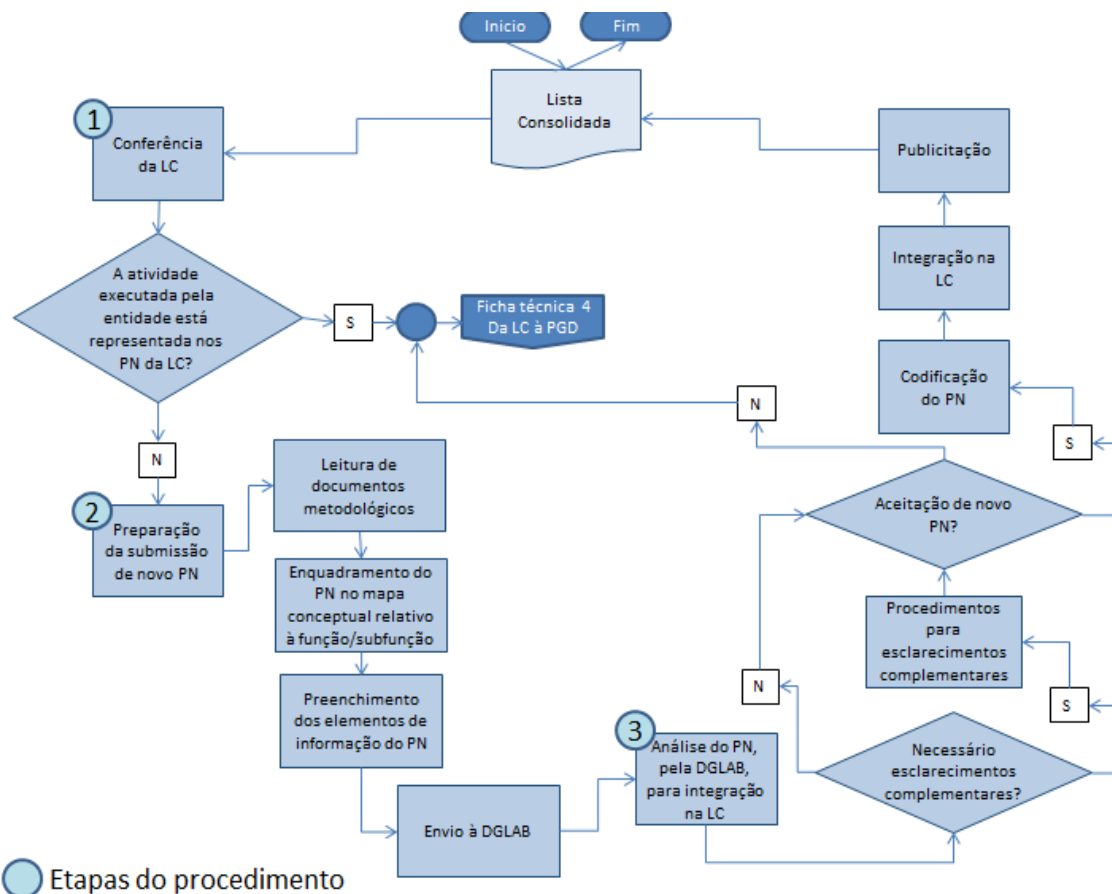 Inicio
Fim
Lista
Consolidada
1
Conferência
da LC
A atividade
executada pela
entidade está
representada nos
PN da LC?
S
Ficha técnica 4
Da LC à PGD
N
2
Preparação
da submissão
de novo PN
Leitura de
documentos
metodológicos
Enquadramento do
PN no mapa
conceptual relativo
à função/subfunção
Preenchimento
dos elementos de
informação do PN
Envio à DGLAB
3
Análise do PN,
pela DGLAB,
para integração
na LC
Necessário
esclarecimentos
complementares?
N
S
Procedimentos
para
esclarecimentos
complementares
Aceitação de novo
PN?
N
S
Codificação
do PN
Integração na
LC
Publicitação
Etapas do procedimento